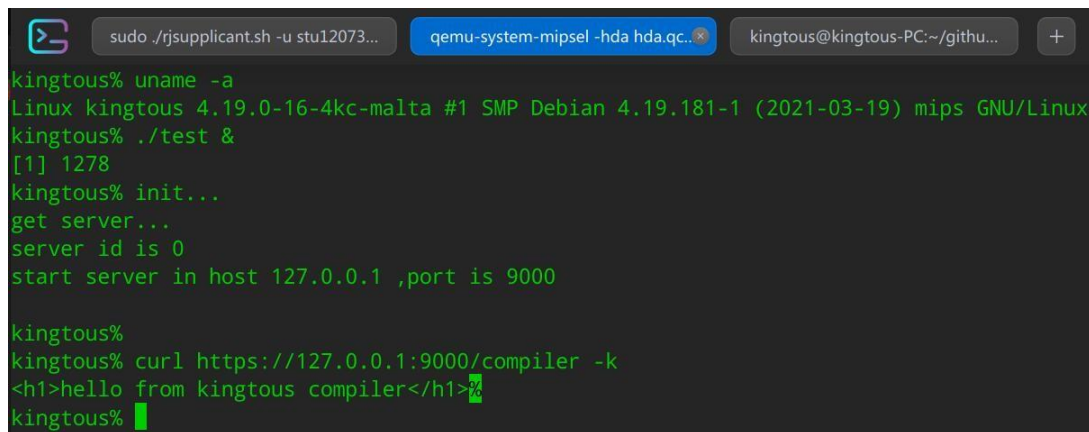 sudo ./rjsupplicant.sh -u stu12073...
qemu-system-mipsel -hda hda.qc..
kingtous@kingtous-PC:~/githu...
kingtous% uname -a
Linux kingtous 4.19.0-16-4kc-malta #1 SMP Debian 4.19.181-1 (2021-03-19) mips GNU/Linux
kingtous% ./test &
[1] 1278
kingtous% init...
get server...
server id is 0
start server in host 127.0.0.1 ,port is 9000
kingtous%
kingtous% curl https://127.0.0.1:9000/compiler -k
<h1>hello from kingtous compiler</h1>%
kingtous%